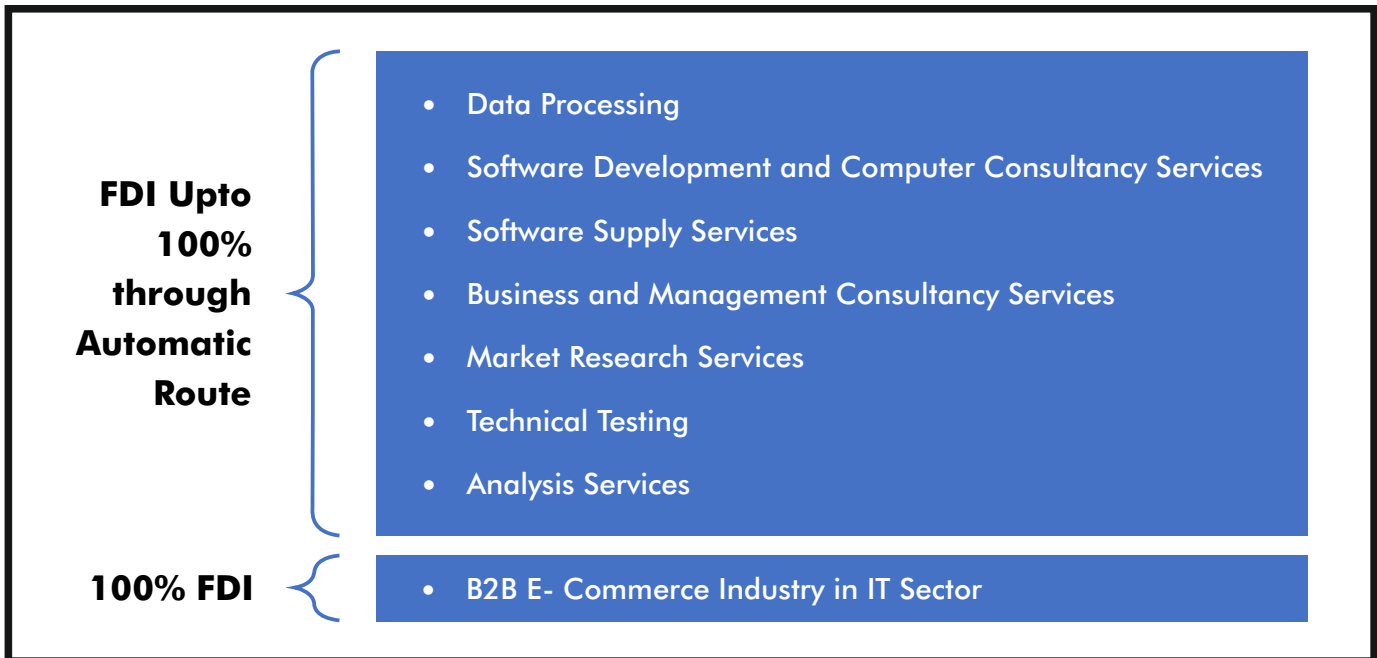 FDI Upto
100%
through
Automatic
Route
• Data Processing
• Software Development and Computer Consultancy Services
• Software Supply Services
• Business and Management Consultancy Services
• Market Research Services
• Technical Testing
• Analysis Services
100% FDI
• B2B E- Commerce Industry in IT Sector